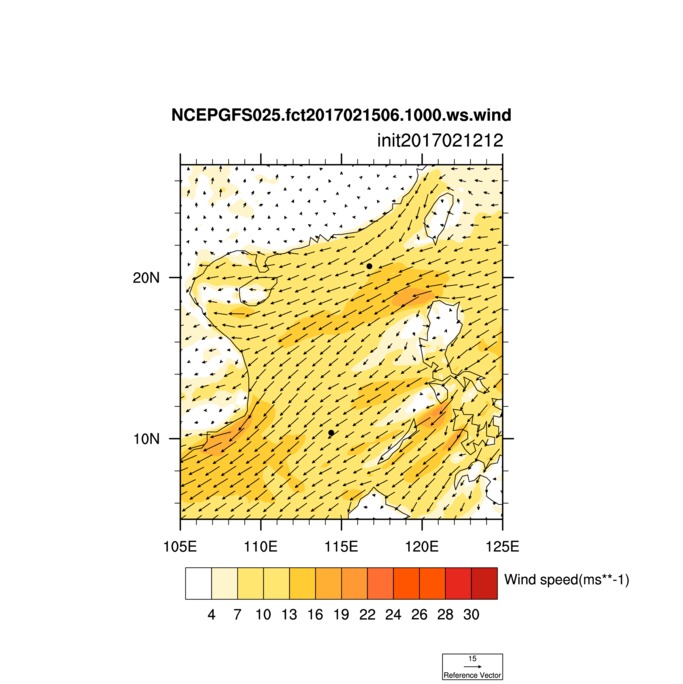 NCEPGFS025.fct2017021506.1000.ws.wind
init2017021212
20N
10N
105E 110E 115E 120E 125E
Wind speed(ms**-1)
4 7 10 13 16 19 22 24 26 28 30
15
Reference Vector